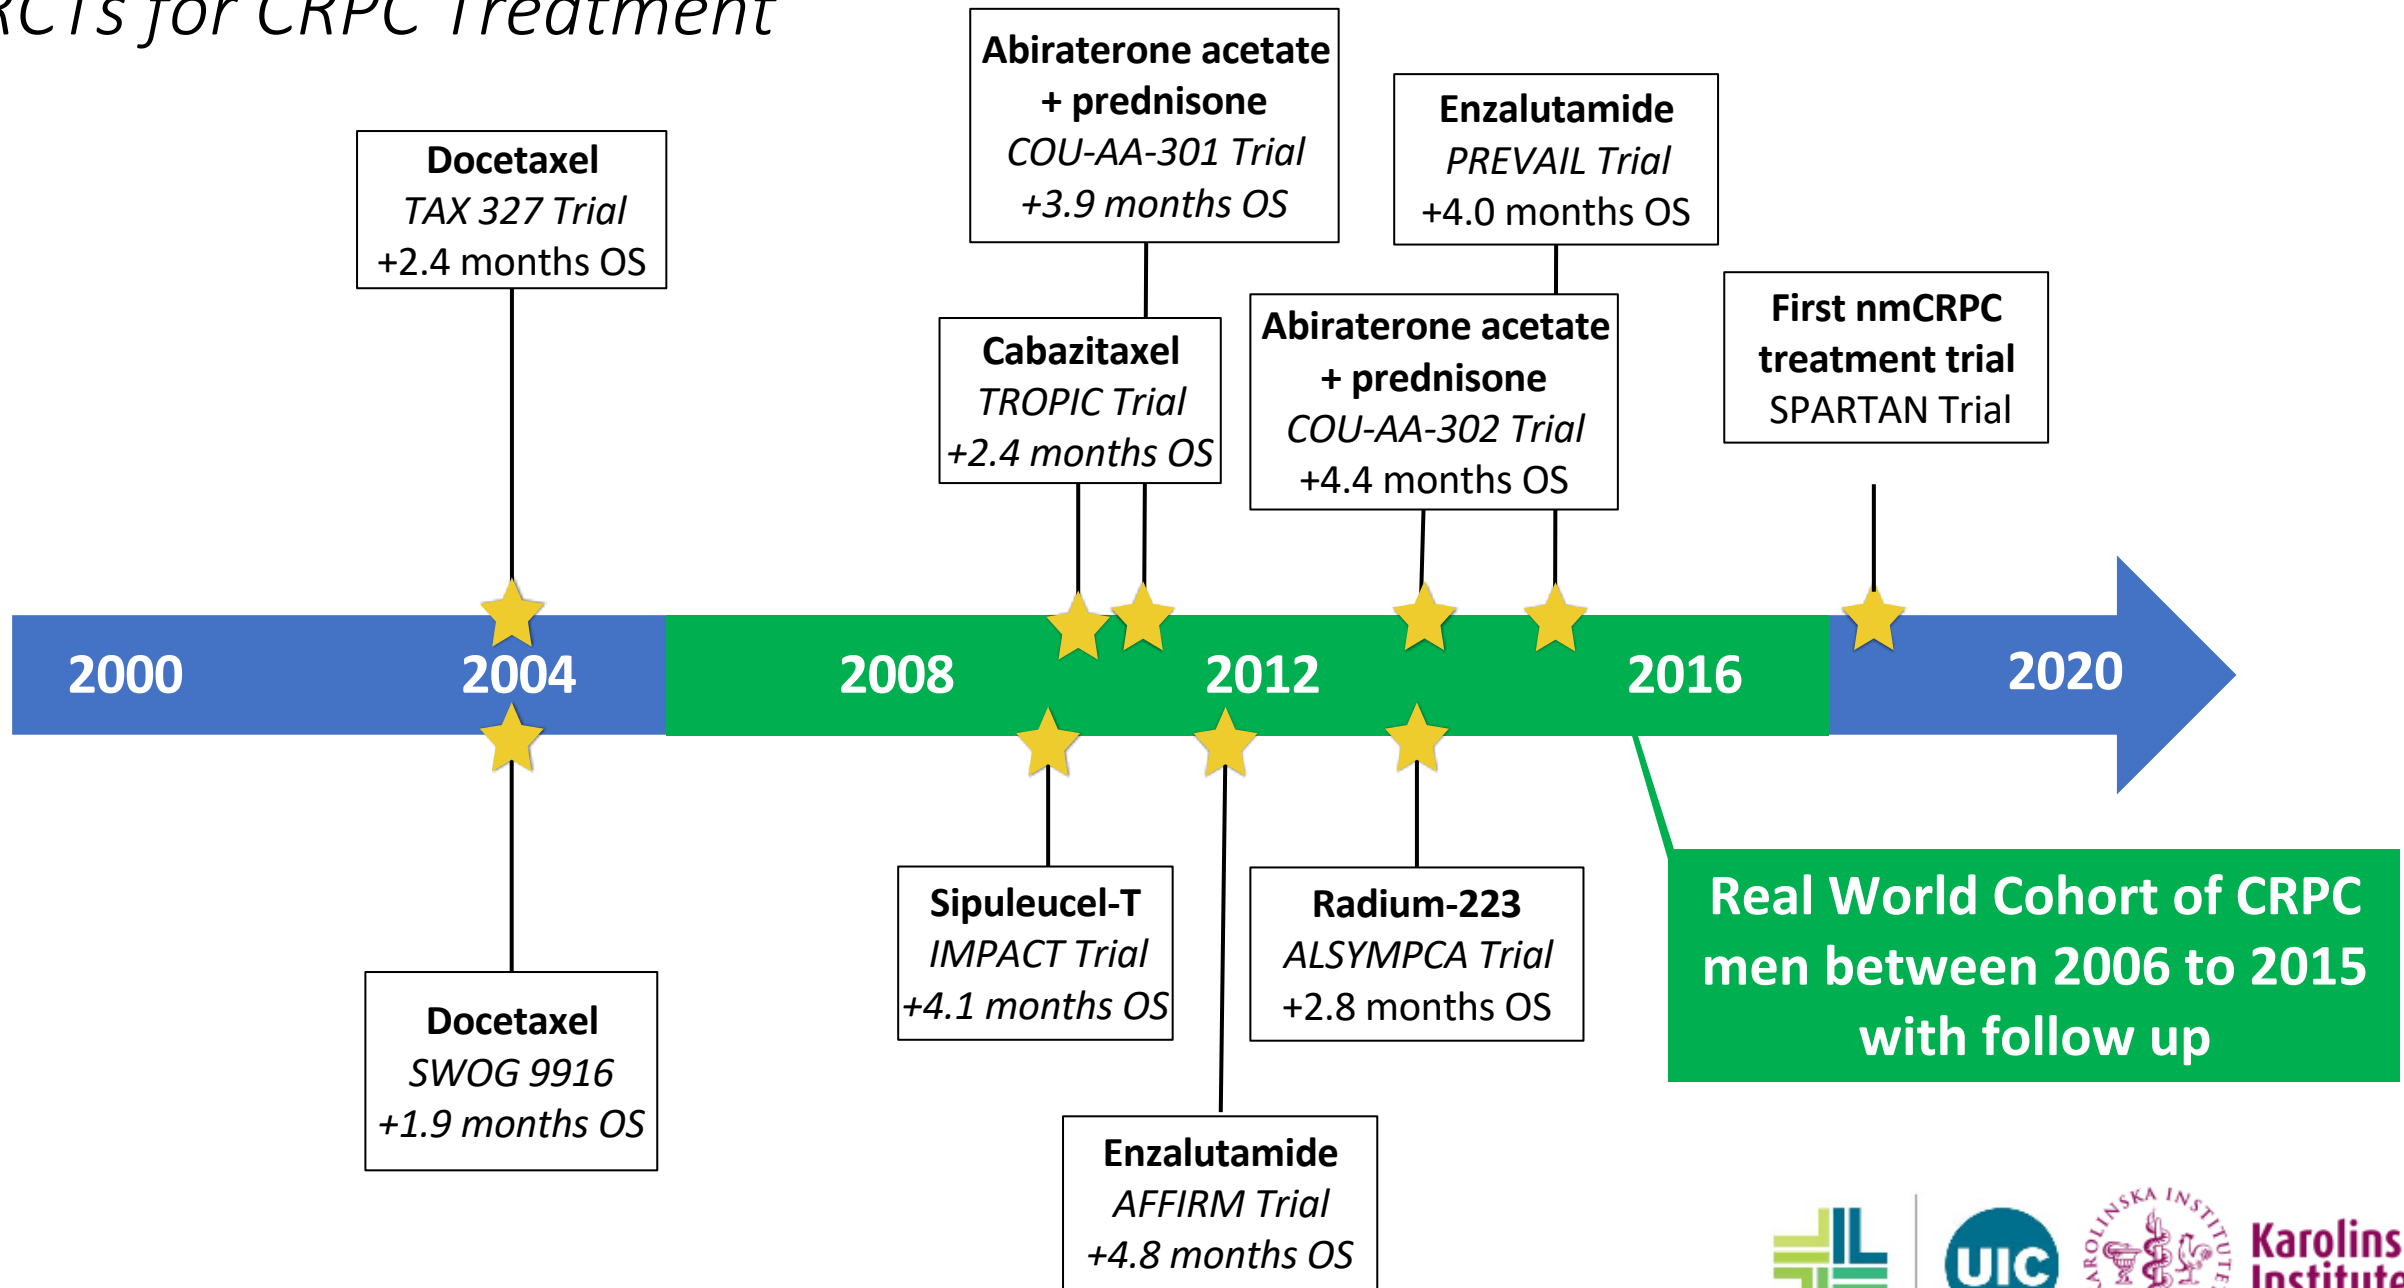 RCTs for CRPC Treatment
Abiraterone acetate
+ prednisone
COU-AA-301 Trial
+3.9 months OS
Enzalutamide
PREVAIL Trial
+4.0 months OS
Docetaxel
TAX 327 Trial
+2.4 months OS
Cabazitaxel
TROPIC Trial
+2.4 months OS
Abiraterone acetate
+ prednisone
COU-AA-302 Trial
+4.4 months OS
First nmCRPC
treatment trial
SPARTAN Trial
2000 2004 2008 2012 2016 2020
Sipuleucel-T
IMPACT Trial
+4.1 months OS
Radium-223
ALSYMPCA Trial
+2.8 months OS
Real World Cohort of CRPC
men between 2006 to 2015
with follow up
Docetaxel
SWOG 9916
+1.9 months OS
Enzalutamide
AFFIRM Trial
+4.8 months OS
UIC
KAROLINSKA INSTITUTE
Karolins
Institute